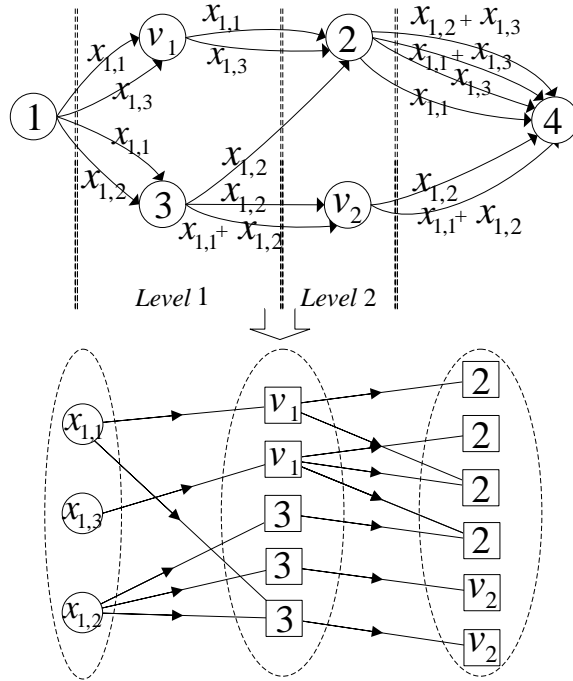 x1,1 v1 x1,1 2 x1,2 + x1,3
x1,3 x1,1 + x1,3
x1,3 x1,3
1 x1,1 x1,1 4
x1,2 3 x1,2 x1,2 v2 x1,2
x1,1 + x1,2 x1,1 + x1,2
Level 1 Level 2
x1,1 v1 2
2
v1
x1,3 2
3
2
x1,2 3 v2
3 v2